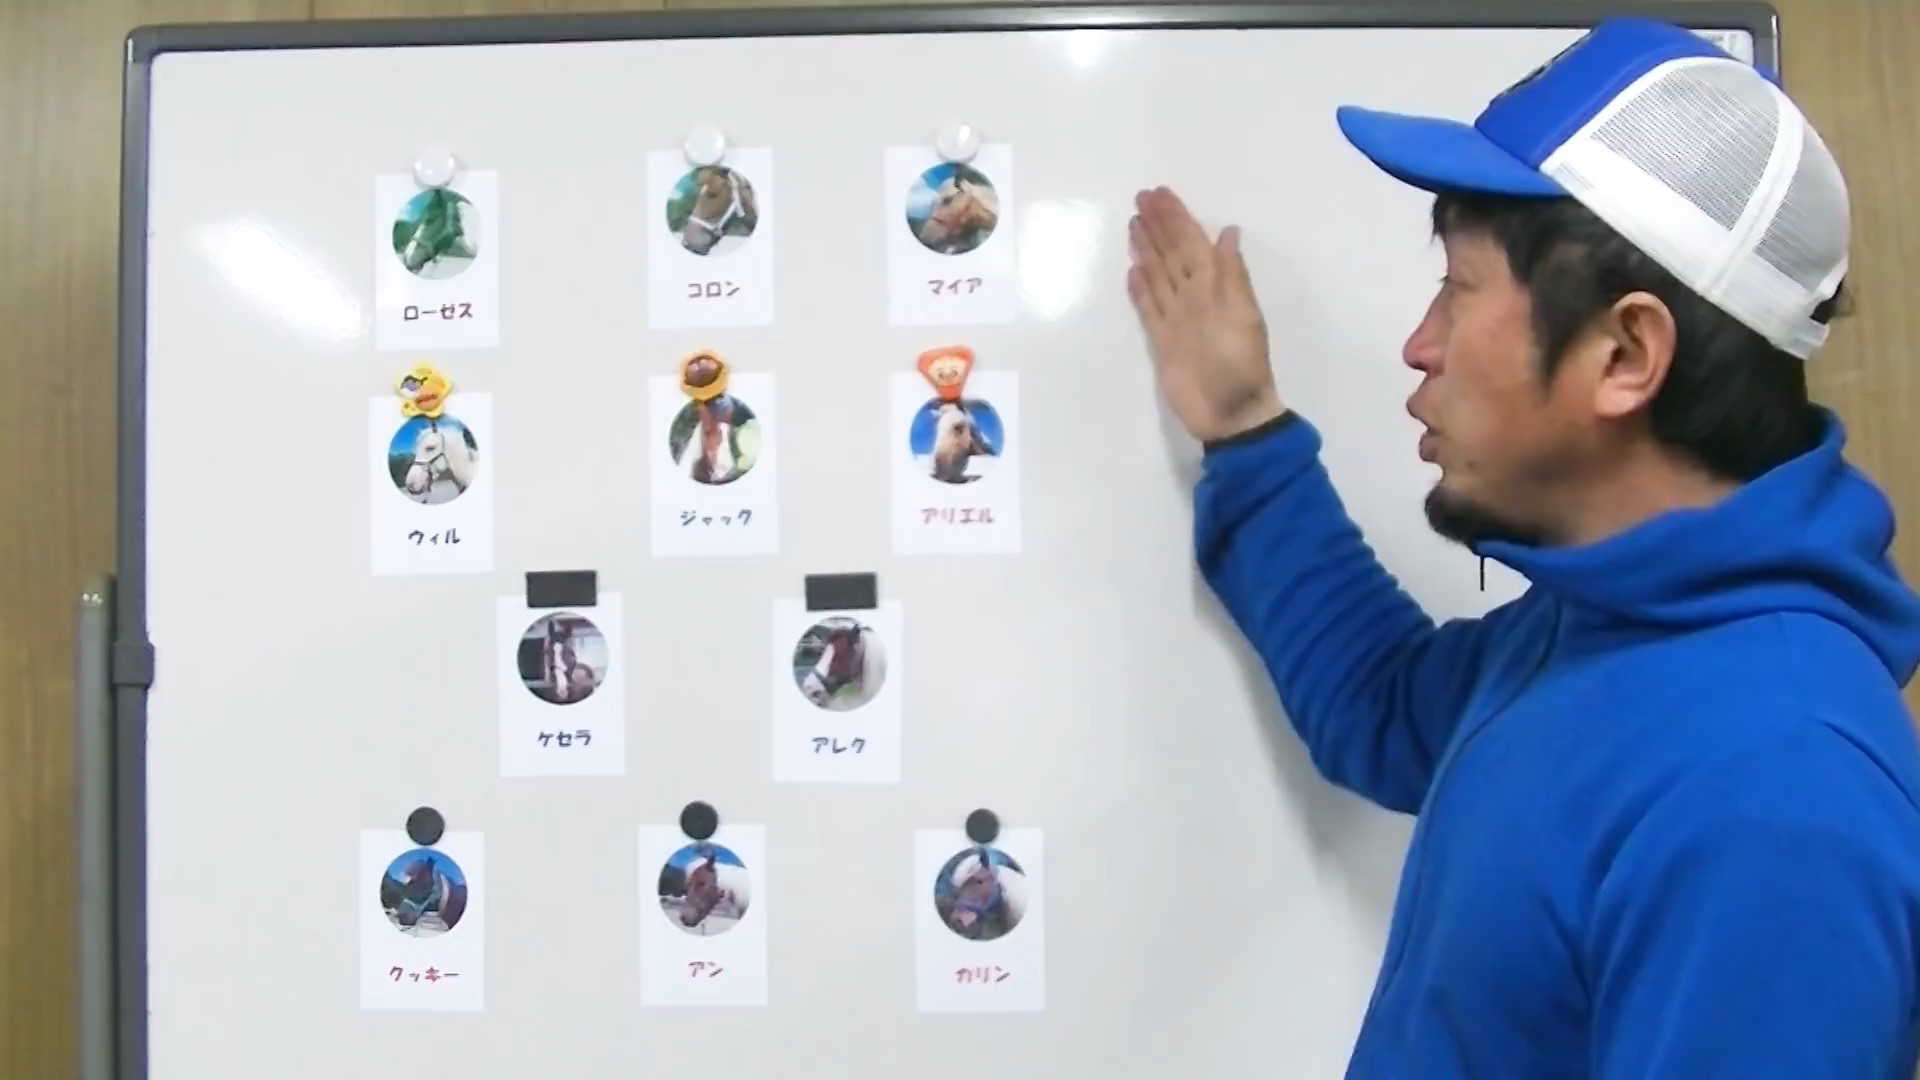 ローゼス
コロン
マイア
ウィル
ジャック
アリエル
ケセラ
アレク
クッキー
アン
カリン